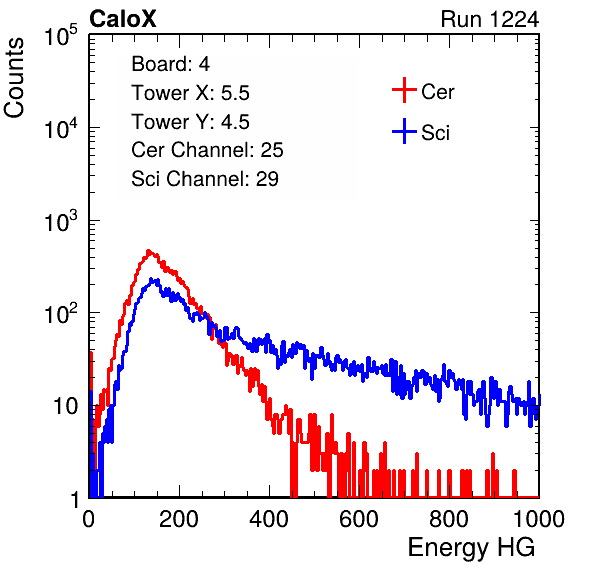 CaloX Run 1224
Counts
10^5
10^4
10^3
10^2
10
1
Board: 4
Tower X: 5.5
Tower Y: 4.5
Cer Channel: 25
Sci Channel: 29
Cer
Sci
0 200 400 600 800 1000
Energy HG